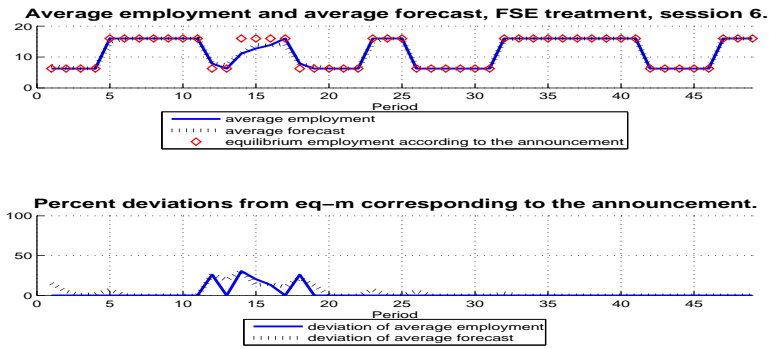 Average employment and average forecast, FSE treatment, session 6.
20
10
0
0 5 10 15 20 25 30 35 40 45
Period
average employment
average forecast
equilibrium employment according to the announcement
Percent deviations from eq−m corresponding to the announcement.
100
50
0
0 5 10 15 20 25 30 35 40 45
Period
deviation of average employment
deviation of average forecast